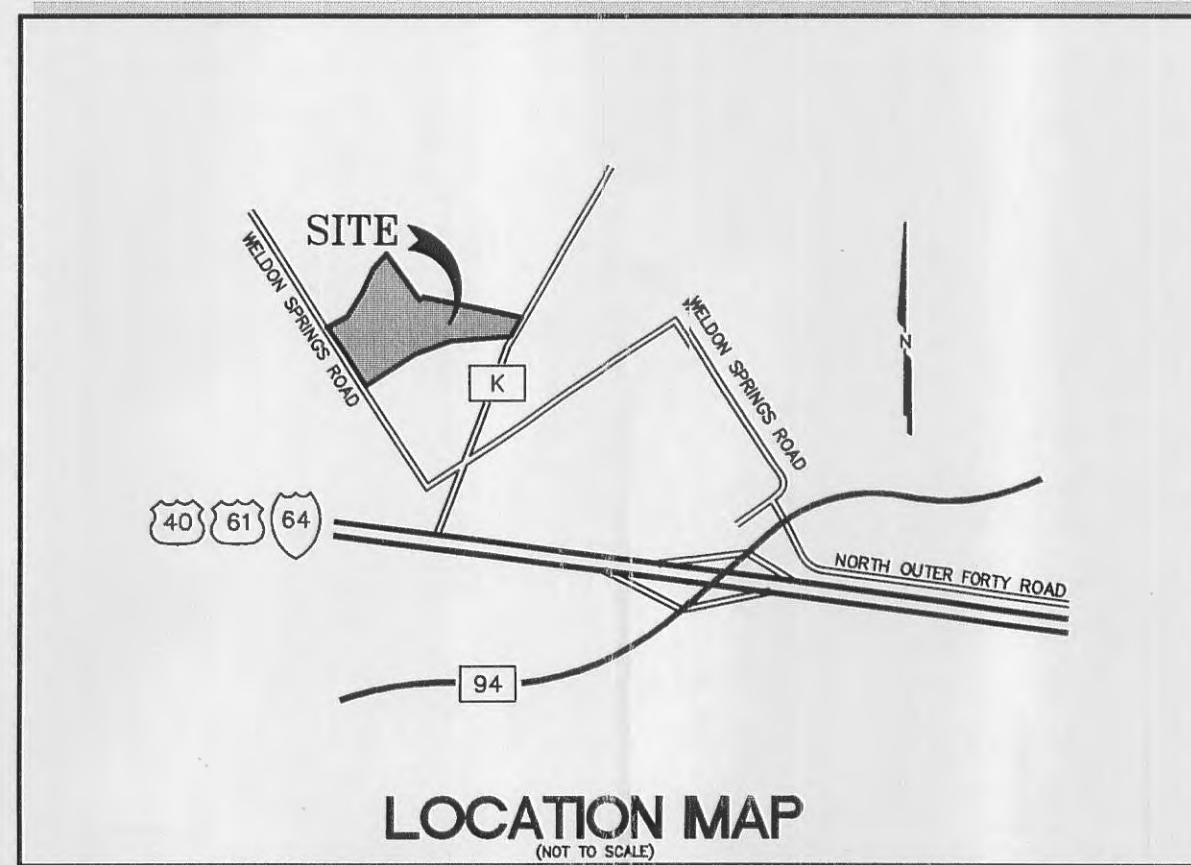 SITE
WELDON SPRINGS ROAD
WELDON SPRINGS ROAD
K
N
40 61 64
NORTH OUTER FORTY ROAD
94
LOCATION MAP
(NOT TO SCALE)